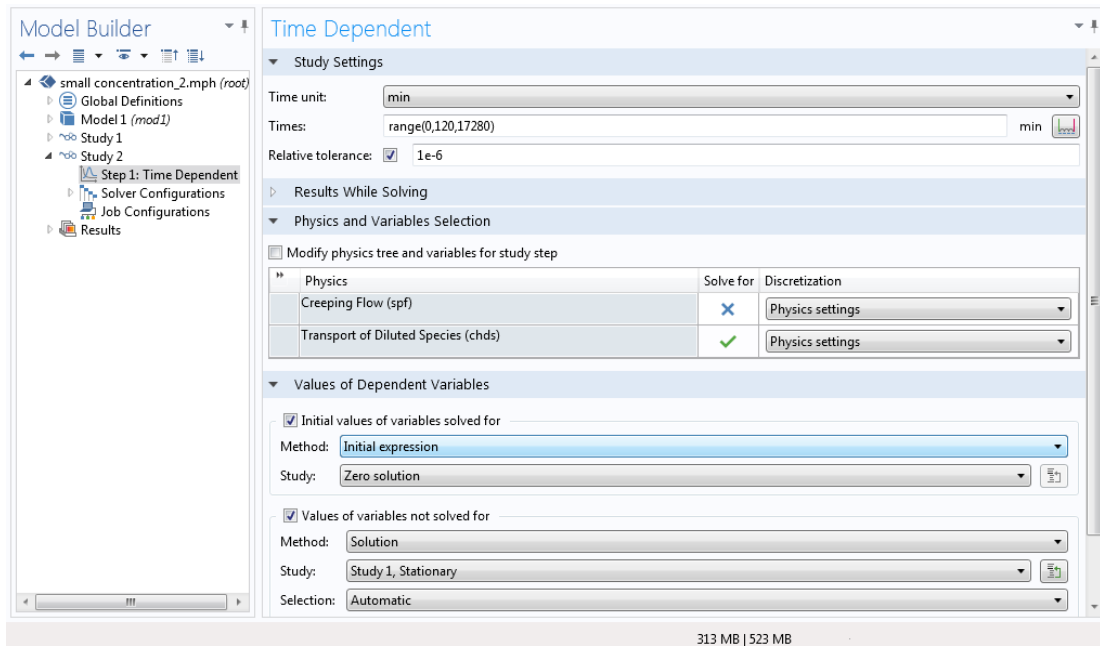 Model Builder
small concentration_2.mph (root)
Global Definitions
Model 1 (mod1)
Study 1
Study 2
Step 1: Time Dependent
Solver Configurations
Job Configurations
Results
Time Dependent
Study Settings
Time unit: min
Times: range(0,120,17280) min
Relative tolerance: 1e-6
Results While Solving
Physics and Variables Selection
Modify physics tree and variables for study step
Physics Solve for Discretization
Creeping Flow (spf) Physics settings
Transport of Diluted Species (chds) Physics settings
Values of Dependent Variables
Initial values of variables solved for
Method: Initial expression
Study: Zero solution
Values of variables not solved for
Method: Solution
Study: Study 1, Stationary
Selection: Automatic
313 MB | 523 MB